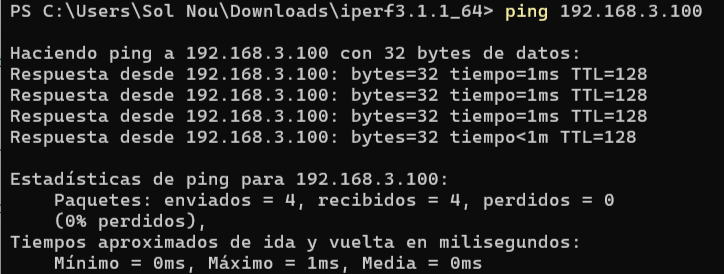 PS C:\Users\Sol Nou\Downloads\iperf3.1.1_64> ping 192.168.3.100
Haciendo ping a 192.168.3.100 con 32 bytes de datos:
Respuesta desde 192.168.3.100: bytes=32 tiempo=1ms TTL=128
Respuesta desde 192.168.3.100: bytes=32 tiempo=1ms TTL=128
Respuesta desde 192.168.3.100: bytes=32 tiempo=1ms TTL=128
Respuesta desde 192.168.3.100: bytes=32 tiempo<1m TTL=128
Estadísticas de ping para 192.168.3.100:
Paquetes: enviados = 4, recibidos = 4, perdidos = 0
(0% perdidos),
Tiempos aproximados de ida y vuelta en milisegundos:
Mínimo = 0ms, Máximo = 1ms, Media = 0ms